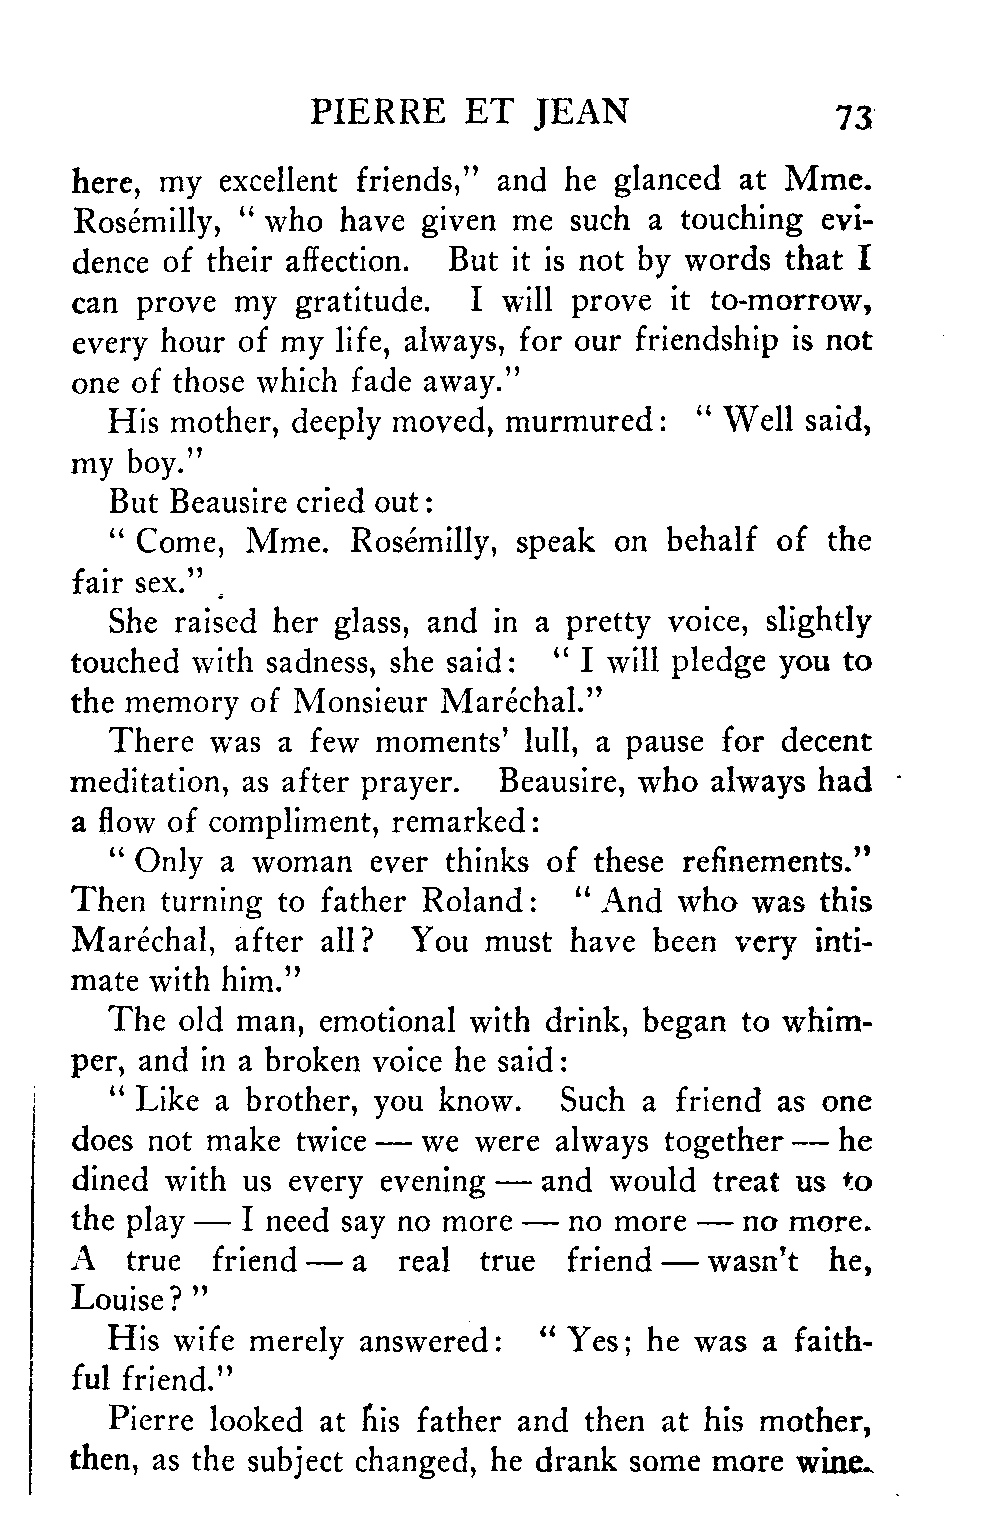 PIERRE ET JEAN 73
here, my excellent friends,” and he glanced at Mme.
Rosémilly, “ who have given me such a touching evi-
dence of their affection. But it is not by words that I
can prove my gratitude. I will prove it to-morrow,
every hour of my life, always, for our friendship is not
one of those which fade away.”
His mother, deeply moved, murmured: “ Well said,
my boy.”
But Beausire cried out:
“ Come, Mme. Rosémilly, speak on behalf of the
fair sex.”
She raised her glass, and in a pretty voice, slightly
touched with sadness, she said: “ I will pledge you to
the memory of Monsieur Maréchal.”
There was a few moments’ lull, a pause for decent
meditation, as after prayer. Beausire, who always had
a flow of compliment, remarked:
“ Only a woman ever thinks of these refinements.”
Then turning to father Roland: “ And who was this
Maréchal, after all? You must have been very inti-
mate with him.”
The old man, emotional with drink, began to whim-
per, and in a broken voice he said:
“ Like a brother, you know. Such a friend as one
does not make twice — we were always together — he
dined with us every evening — and would treat us to
the play — I need say no more — no more — no more.
A true friend — a real true friend — wasn’t he,
Louise? ”
His wife merely answered: “ Yes; he was a faith-
ful friend.”
Pierre looked at his father and then at his mother,
then, as the subject changed, he drank some more wine.